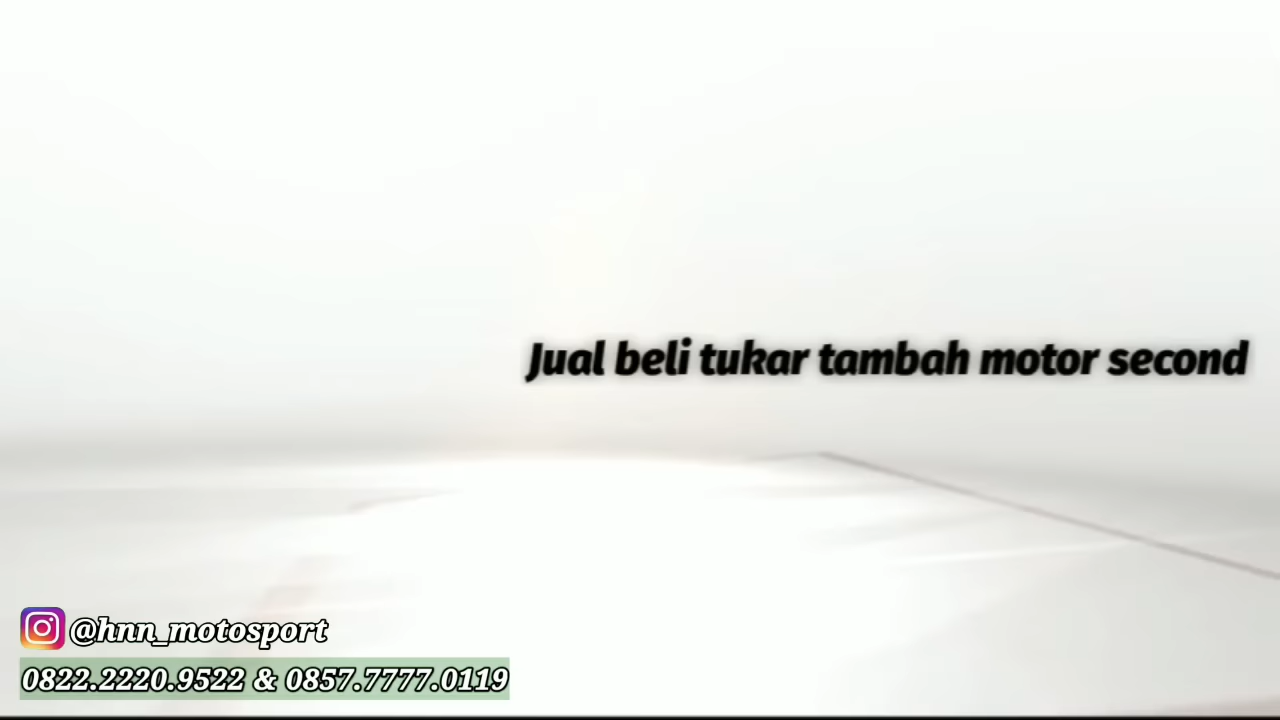 Jual beli tukar tambah motor second
@hnn_motosport
0822.2220.9522 & 0857.7777.0119